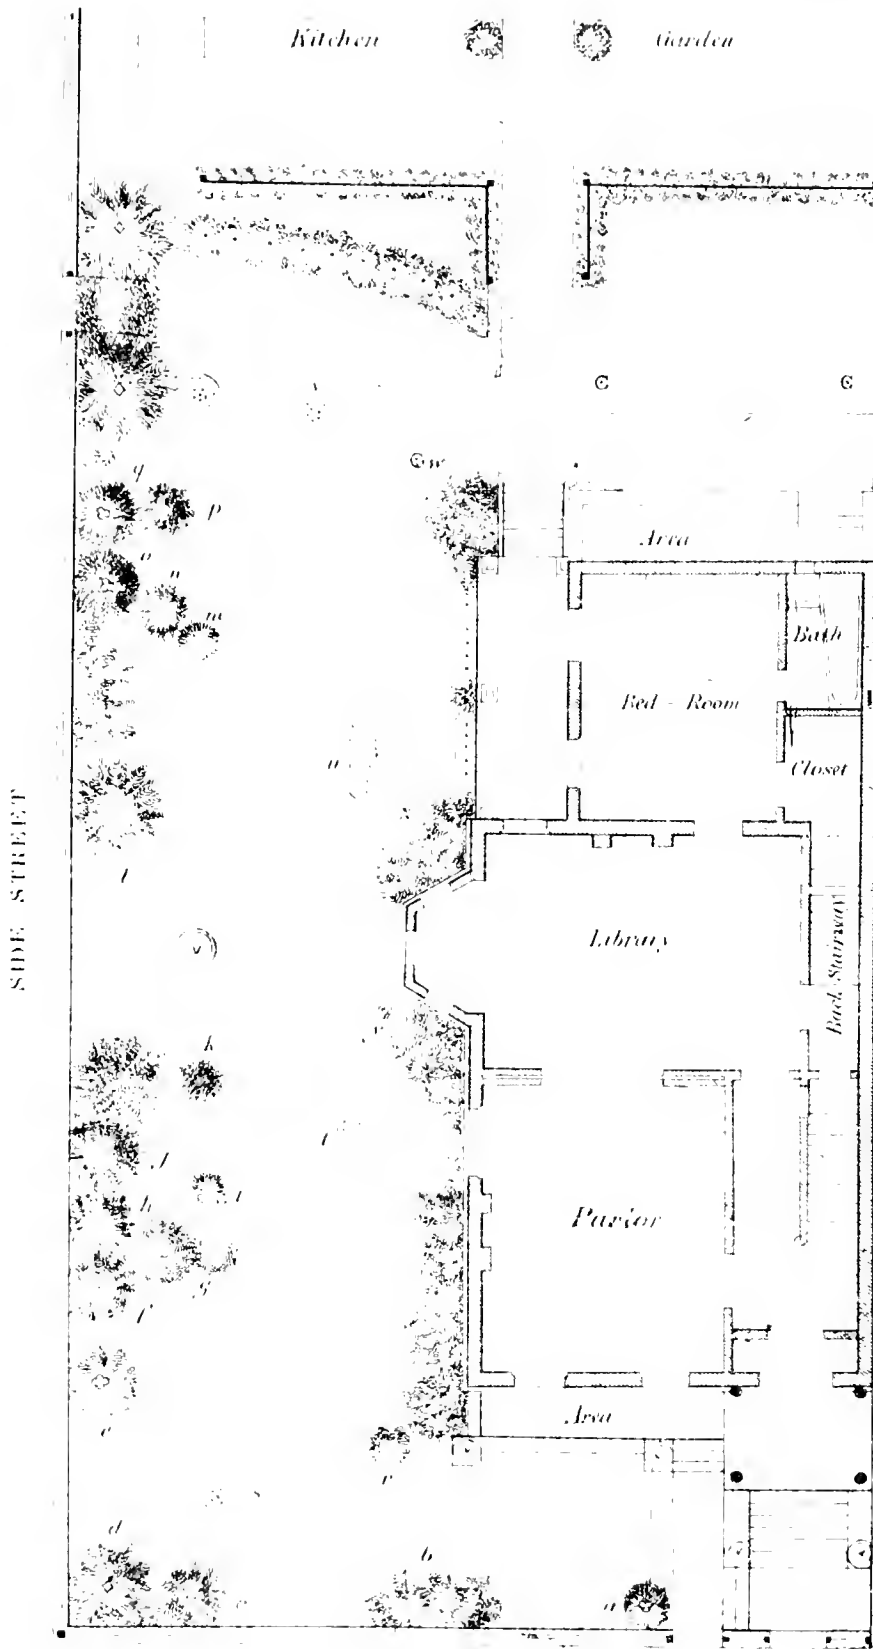 Kitchen Garden
q
p
Area
o
n
m
Bath
Bed - Room
u
Closet
SIDE STREET
l
Library
Back Stairway
k
h
Parlor
g
f
e
Area
d
b
a